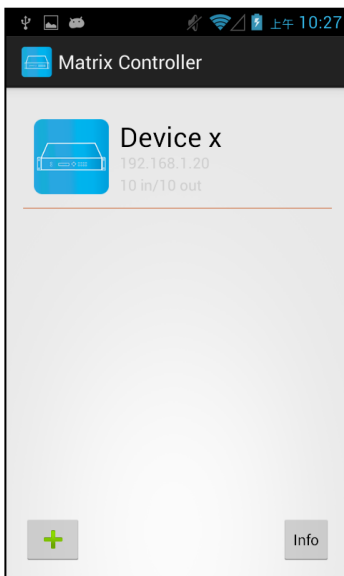 上午 10:27
Matrix Controller
Device x
192.168.1.20
10 in/10 out
Info